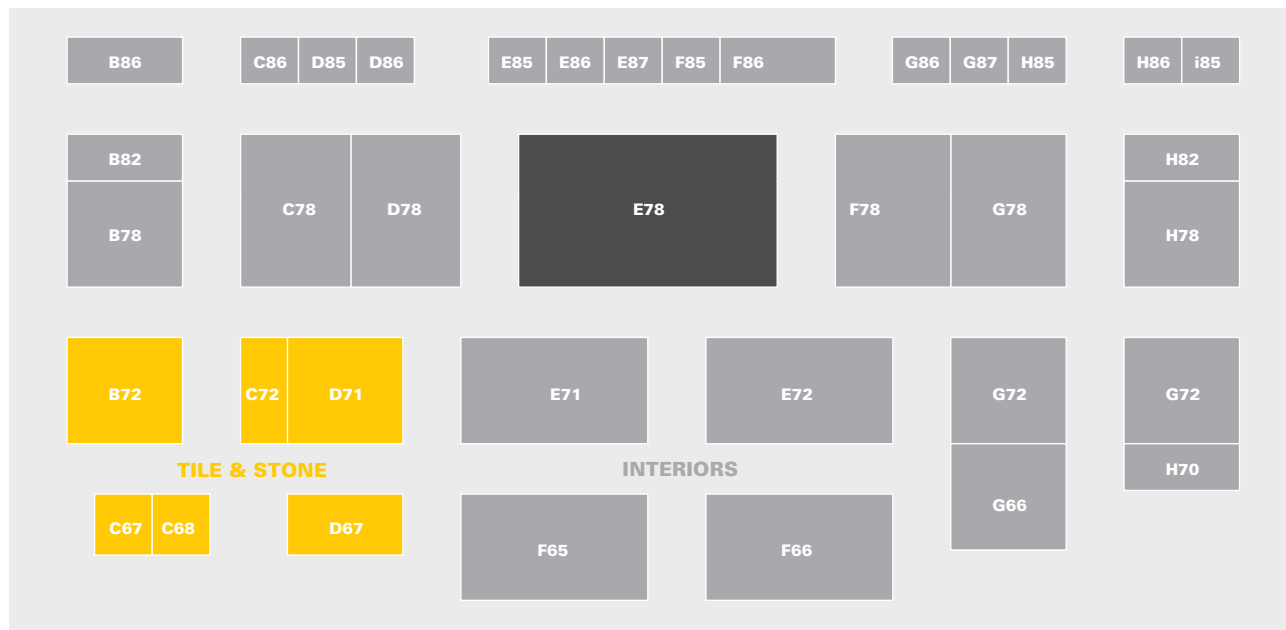 B86 C86 D85 D86 E85 E86 E87 F85 F86 G86 G87 H85 H86 i85
B82 H82
C78 D78 E78 F78 G78
B78 H78
B72 C72 D71 E71 E72 G72 G72
TILE & STONE INTERIORS H70
G66
C67 C68 D67
F65 F66